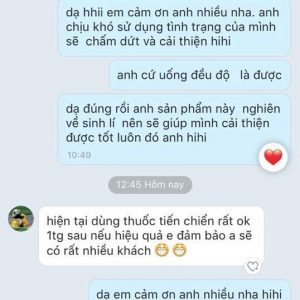 dạ hhii em cảm ơn anh nhiều nha. anh
chịu khó sử dụng tình trạng của mình
sẽ chấm dứt và cải thiện hihi
anh cứ uống đều độ là được
dạ đúng rồi anh sản phẩm này nghiên
về sinh lí nên sẽ giúp mình cải thiện
được tốt luôn đó anh hihi
10:49
12:45 Hôm nay
hiện tại dùng thuốc tiến chiển rất ok
1tg sau nếu hiệu quả e đảm bảo a sẽ
có rất nhiều khách
dạ em cảm ơn anh nhiều nha hihi